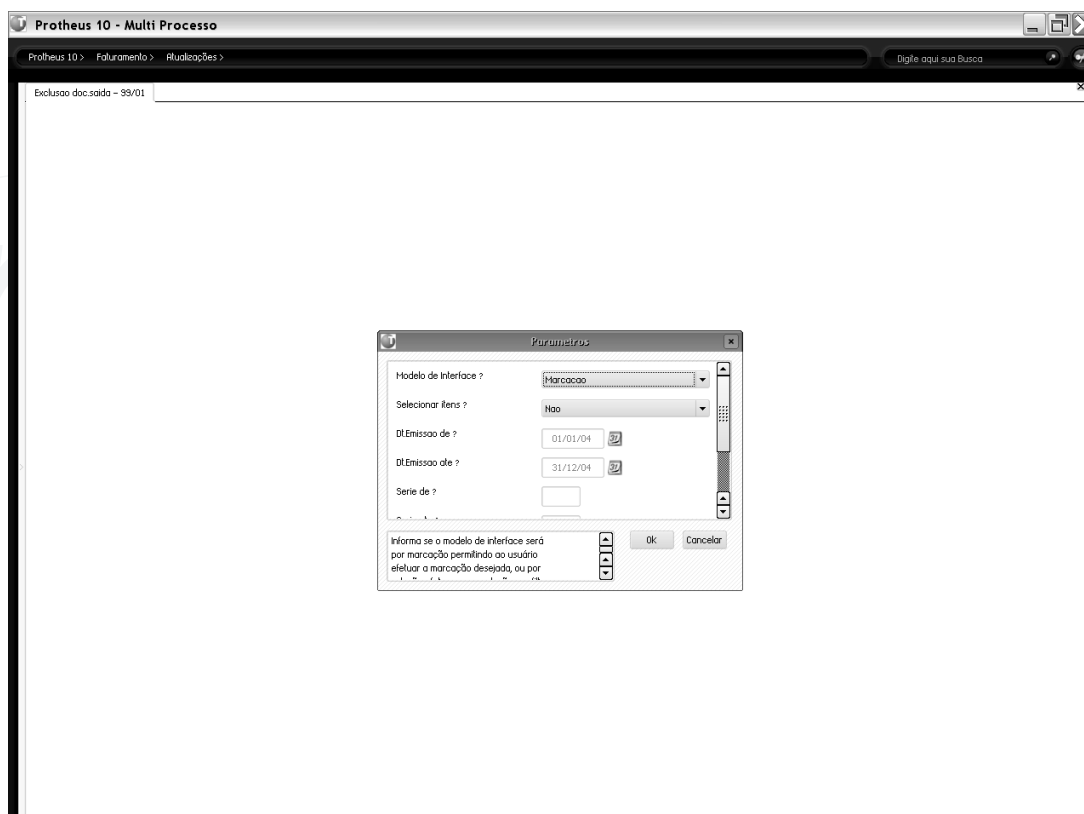 Protheus 10 - Multi Processo
Protheus 10 > Faturamento > Atualizações >
Digite aqui sua Busca
Exclusao doc.saida – 99/01
Parametros
Modelo de Interface ?
Marcacao
Selecionar itens ?
Nao
Dt.Emissao de ?
01/01/04
31
Dt.Emissao ate ?
31/12/04
31
Serie de ?
Informa se o modelo de interface será
por marcação permitindo ao usuário
efetuar a marcação desejada, ou por
Ok
Cancelar